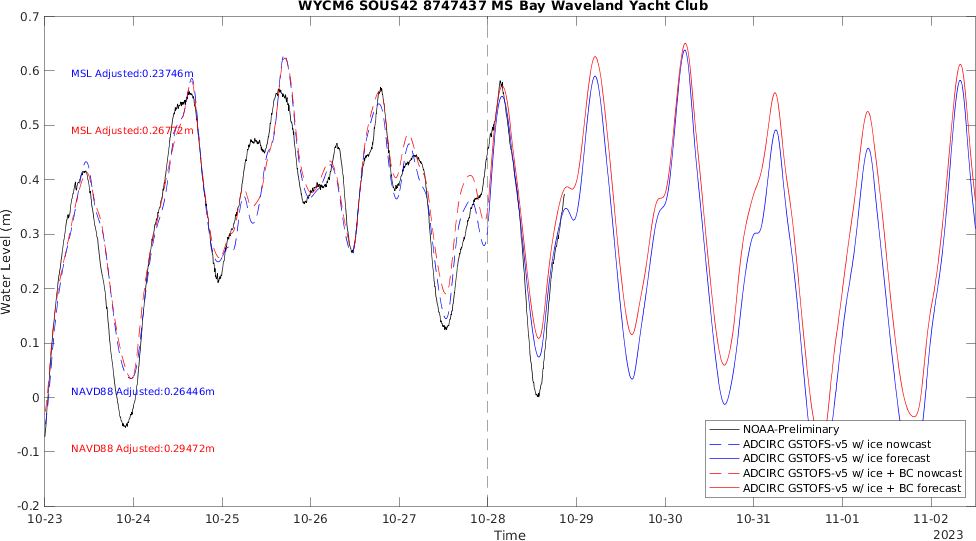 WYCM6 SOUS42 8747437 MS Bay Waveland Yacht Club
0.7
0.6
0.5
0.4
0.3
0.2
0.1
0
-0.1
-0.2
Water Level (m)
MSL Adjusted:0.23746m
MSL Adjusted:0.26772m
NAVD88 Adjusted:0.26446m
NAVD88 Adjusted:0.29472m
NOAA-Preliminary
ADCIRC GSTOFS-v5 w/ ice nowcast
ADCIRC GSTOFS-v5 w/ ice forecast
ADCIRC GSTOFS-v5 w/ ice + BC nowcast
ADCIRC GSTOFS-v5 w/ ice + BC forecast
10-23 10-24 10-25 10-26 10-27 10-28 10-29 10-30 10-31 11-01 11-02
Time
2023